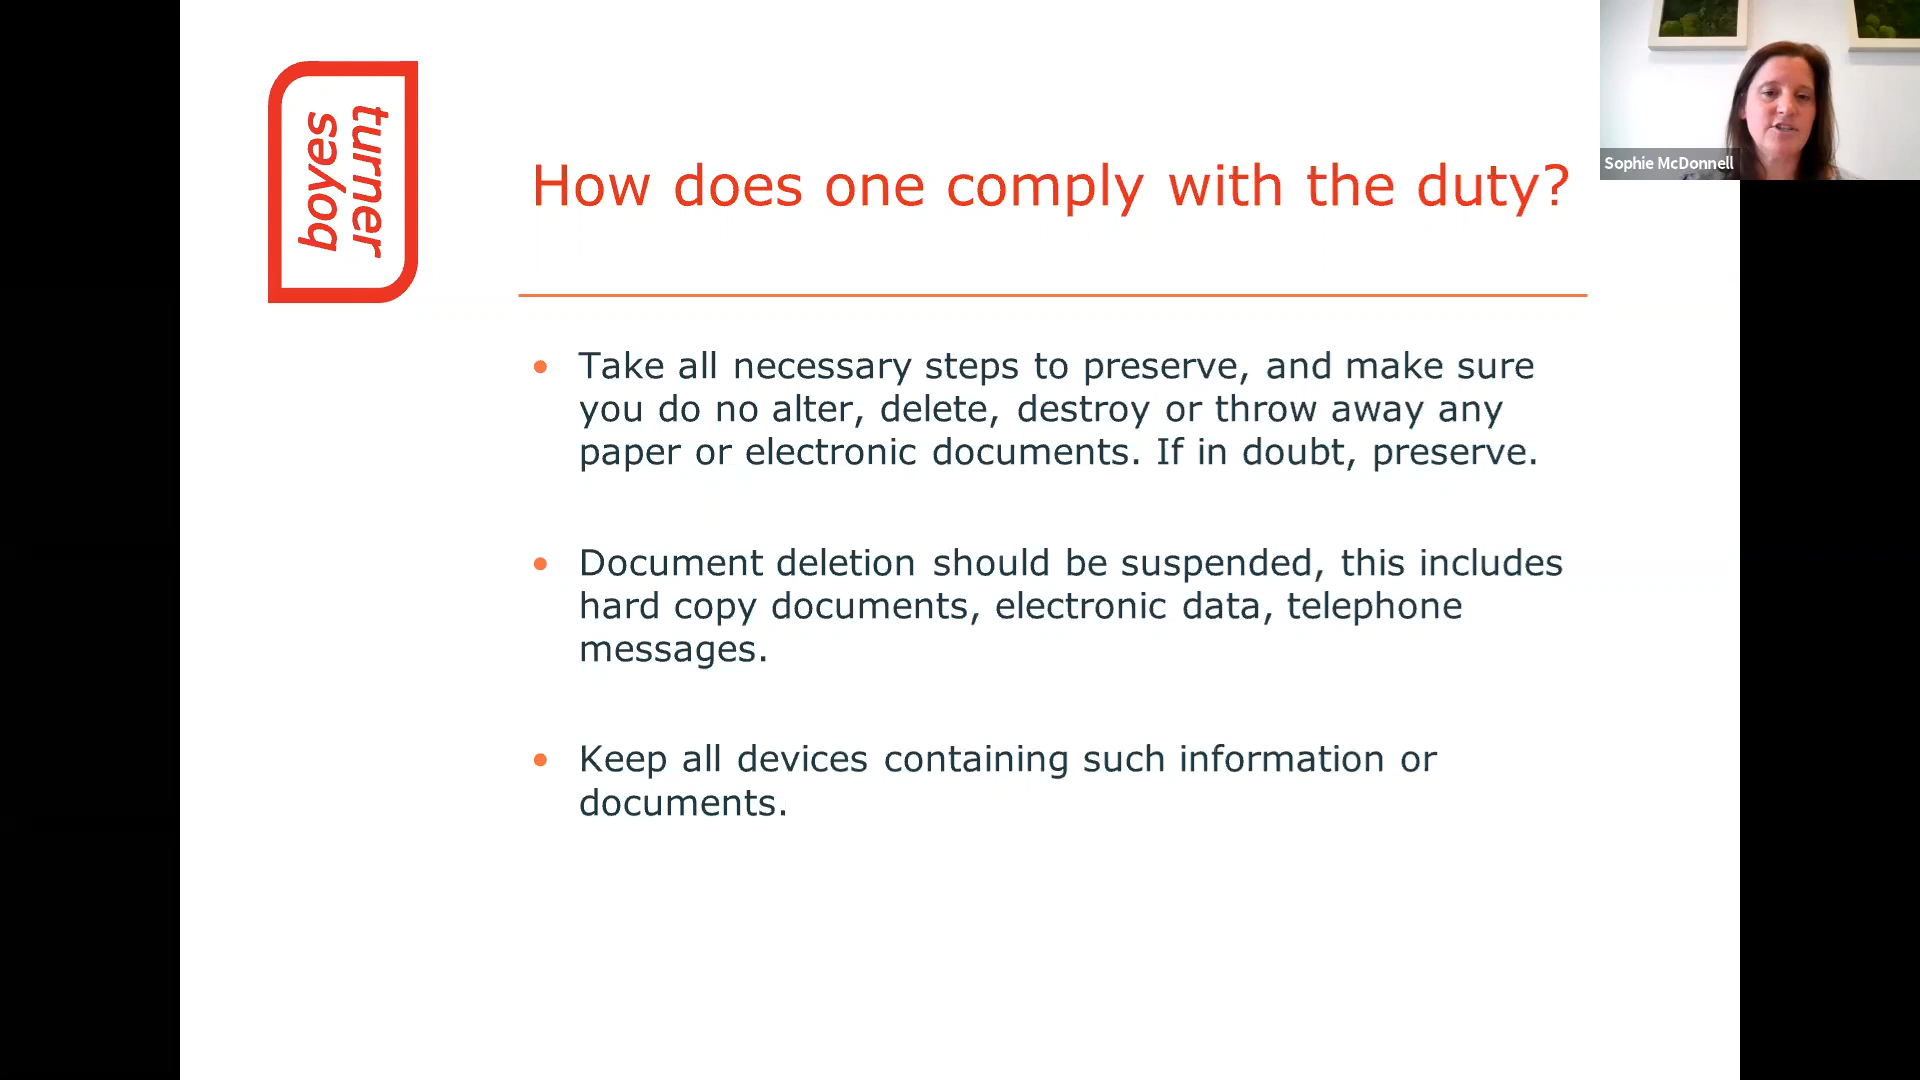 boyes
turner
How does one comply with the duty?
Sophie McDonnell
• Take all necessary steps to preserve, and make sure
you do no alter, delete, destroy or throw away any
paper or electronic documents. If in doubt, preserve.
• Document deletion should be suspended, this includes
hard copy documents, electronic data, telephone
messages.
• Keep all devices containing such information or
documents.